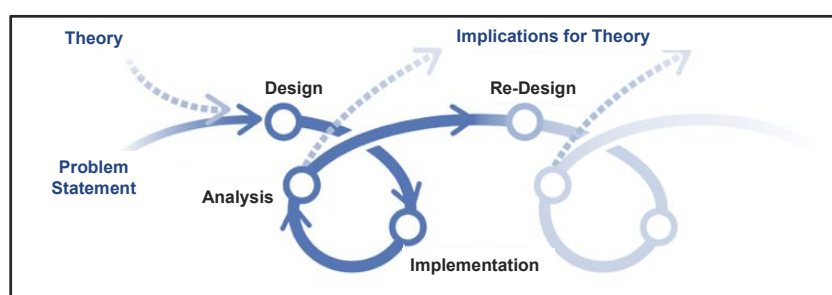 Theory
Implications for Theory
Design
Re-Design
Problem
Statement
Analysis
Implementation